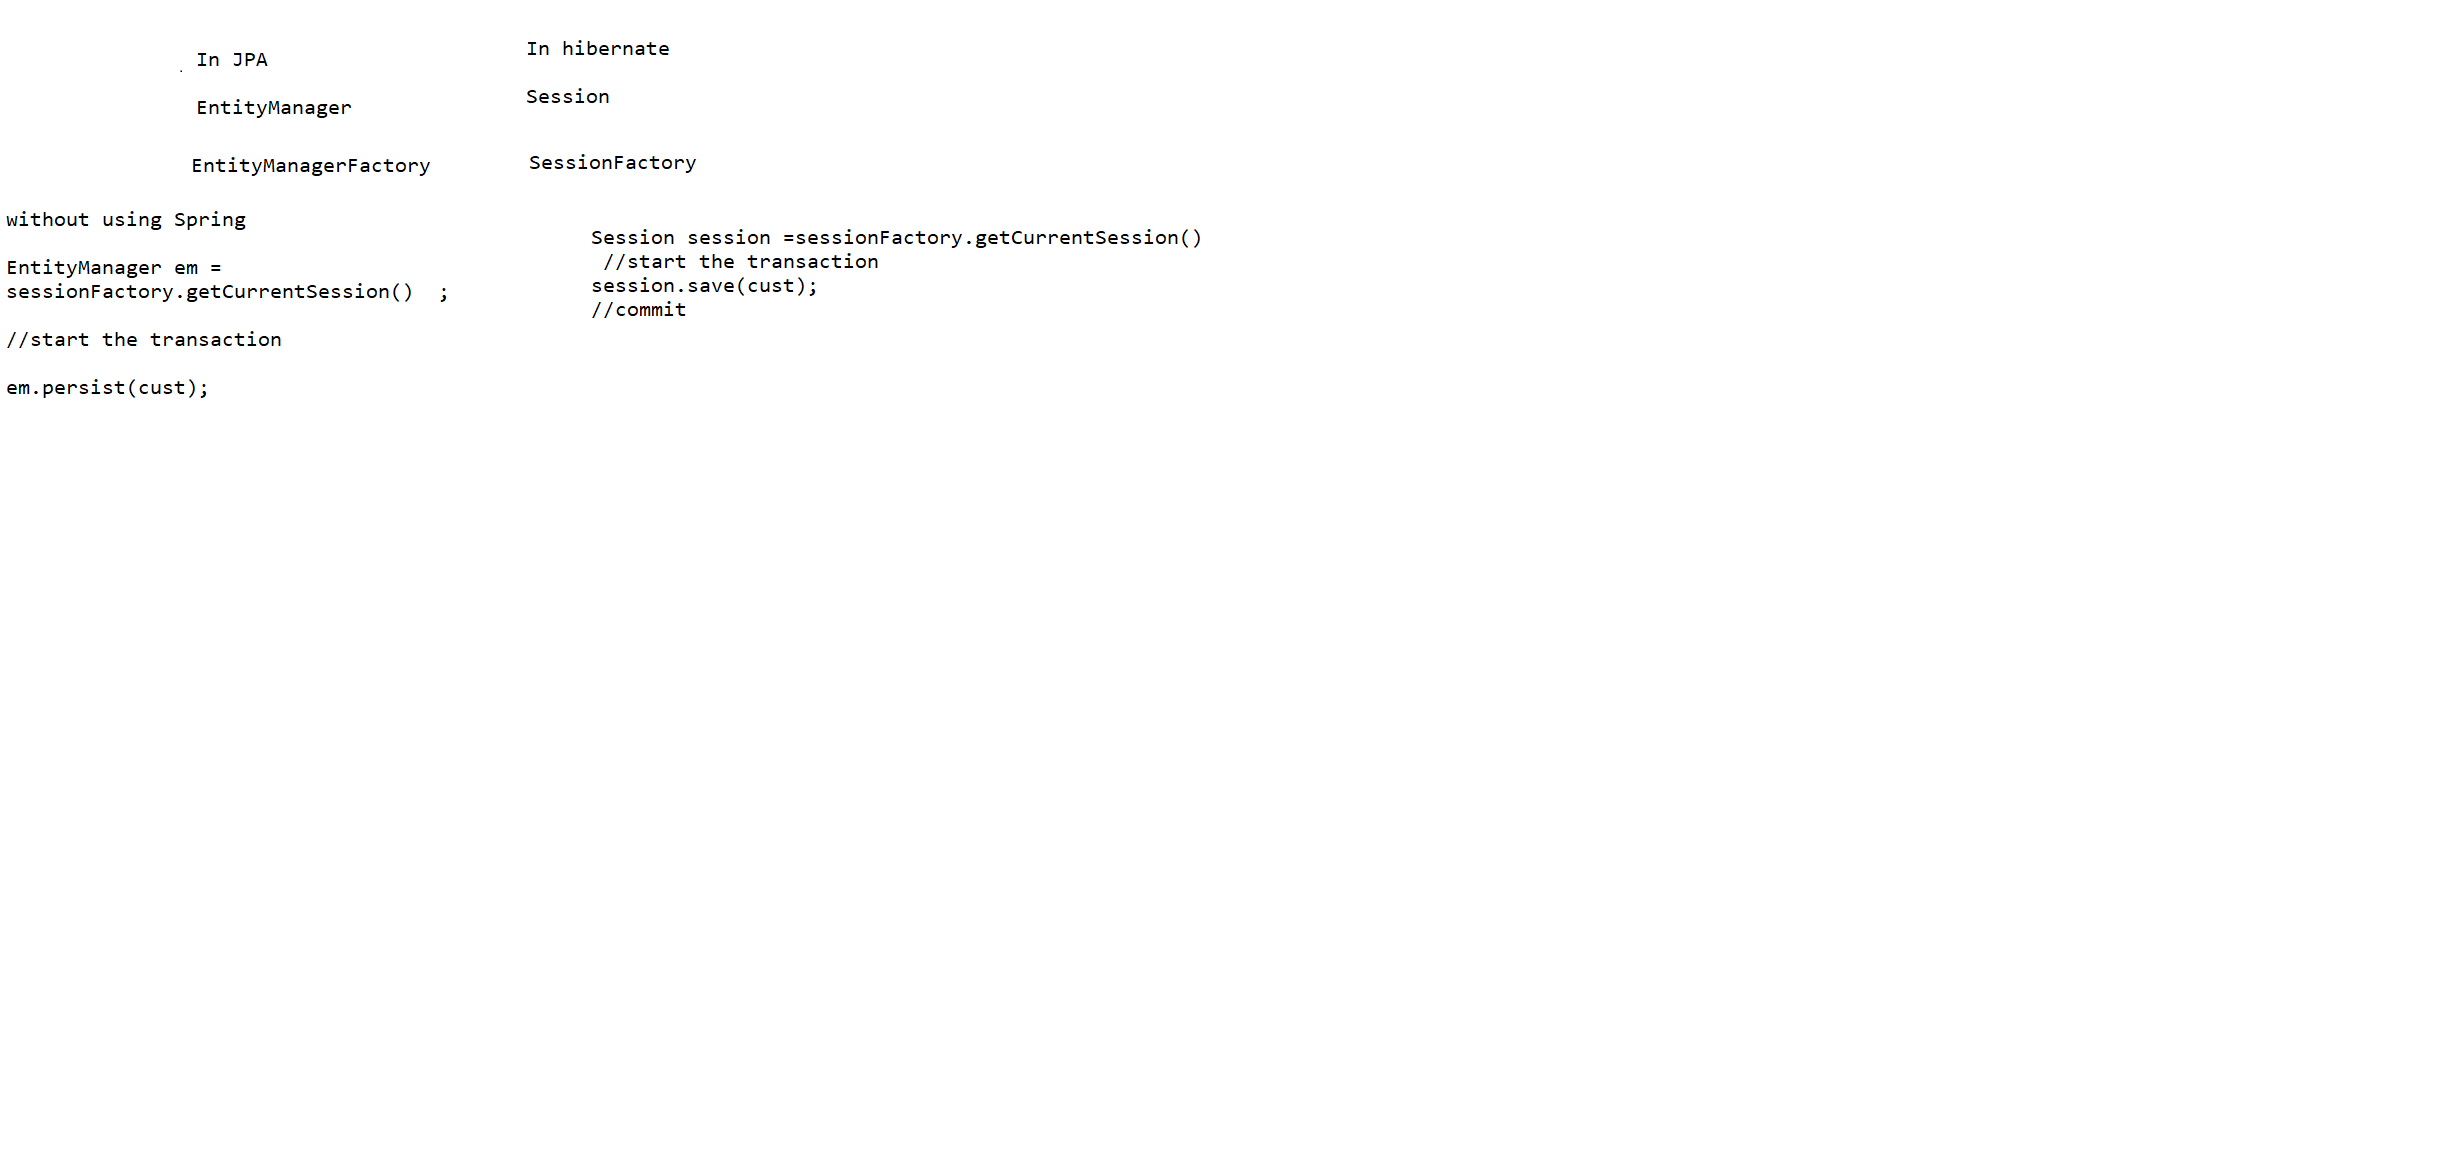 In JPA
In hibernate
EntityManager
Session
EntityManagerFactory
SessionFactory
without using Spring
EntityManager em =
sessionFactory.getCurrentSession()  ;
//start the transaction
em.persist(cust);
Session session =sessionFactory.getCurrentSession()
//start the transaction
session.save(cust);
//commit